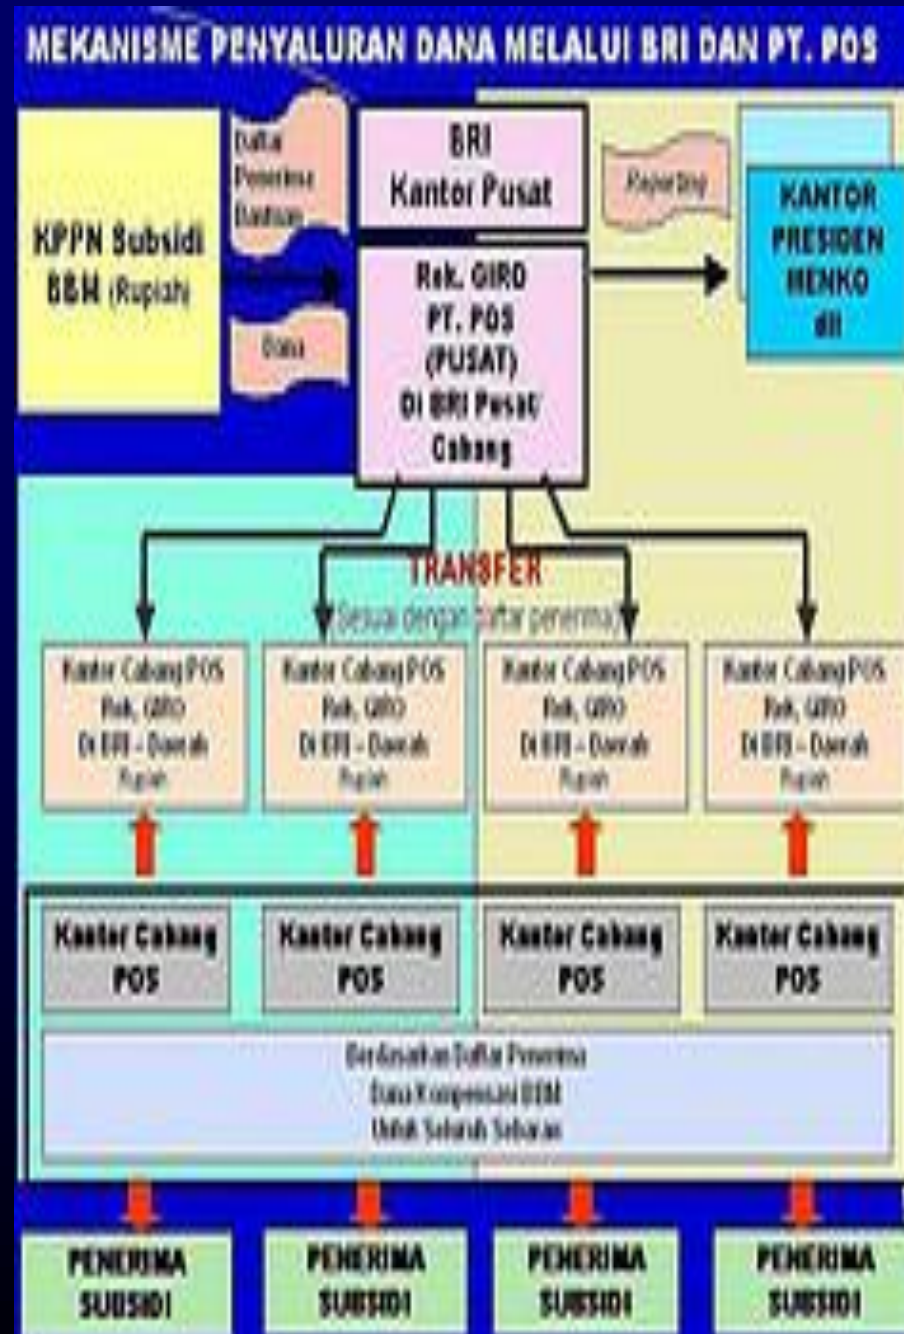 MEKANISME PENYALURAN DANA MELALUI BRI DAN PT. POS
KPPN Subsidi
BBM (Rupiah)
Daftar
Penerima
Bantuan
Dana
BRI
Kantor Pusat
Rek. GIRO
PT. POS
(PUSAT)
Di BRI Pusat/
Cabang
Reporting
KANTOR
PRESIDEN
MENKO
dll
TRANSFER
(Sesuai dengan daftar penerima)
Kantor Cabang POS
Rek, GIRO
Di BRI - Daerah
Rupiah
Kantor Cabang POS
Rek, GIRO
Di BRI - Daerah
Rupiah
Kantor Cabang POS
Rek, GIRO
Di BRI - Daerah
Rupiah
Kantor Cabang POS
Rek, GIRO
Di BRI - Daerah
Rupiah
Kantor Cabang
POS
Kantor Cabang
POS
Kantor Cabang
POS
Kantor Cabang
POS
Berdasarkan Daftar Penerima
Dana Kompensasi BBM
Untuk Seluruh Sebaran
PENERIMA
SUBSIDI
PENERIMA
SUBSIDI
PENERIMA
SUBSIDI
PENERIMA
SUBSIDI